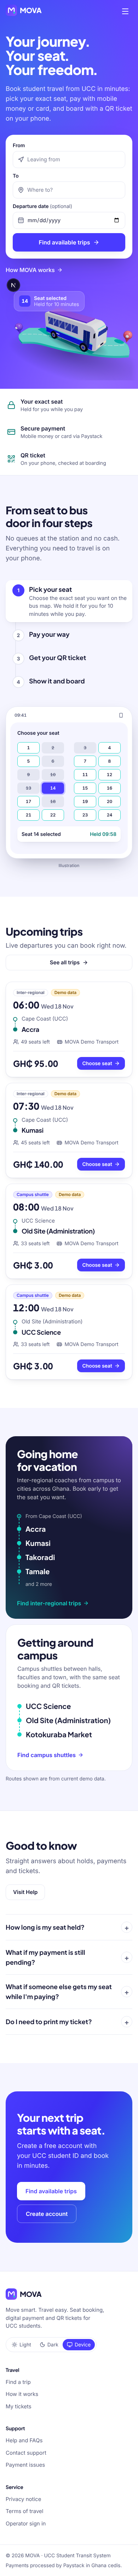 MOVA
Your journey.
Your seat.
Your freedom.
Book student travel from UCC in minutes:
pick your exact seat, pay with mobile
money or card, and board with a QR ticket
on your phone.
From
Leaving from
To
Where to?
Departure date (optional)
mm/dd/yyyy
Find available trips
How MOVA works
N
14
Seat selected
Held for 10 minutes
Your exact seat
Held for you while you pay
Secure payment
Mobile money or card via Paystack
QR ticket
On your phone, checked at boarding
From seat to bus
door in four steps
No queues at the station and no cash.
Everything you need to travel is on
your phone.
1
Pick your seat
Choose the exact seat you want on the
bus map. We hold it for you for 10
minutes while you pay.
2 Pay your way
3 Get your QR ticket
4 Show it and board
09:41
Choose your seat
1 2 3 4
5 6 7 8
9 10 11 12
13 14 15 16
17 18 19 20
21 22 23 24
Seat 14 selected Held 09:58
Illustration
Upcoming trips
Live departures you can book right now.
See all trips
Inter-regional Demo data
06:00 Wed 18 Nov
Cape Coast (UCC)
Accra
49 seats left MOVA Demo Transport
GH₵ 95.00 Choose seat
Inter-regional Demo data
07:30 Wed 18 Nov
Cape Coast (UCC)
Kumasi
45 seats left MOVA Demo Transport
GH₵ 140.00 Choose seat
Campus shuttle Demo data
08:00 Wed 18 Nov
UCC Science
Old Site (Administration)
33 seats left MOVA Demo Transport
GH₵ 3.00 Choose seat
Campus shuttle Demo data
12:00 Wed 18 Nov
Old Site (Administration)
UCC Science
33 seats left MOVA Demo Transport
GH₵ 3.00 Choose seat
Going home
for vacation
Inter-regional coaches from campus to
cities across Ghana. Book early to get
the seat you want.
From Cape Coast (UCC)
Accra
Kumasi
Takoradi
Tamale
and 2 more
Find inter-regional trips
Getting around
campus
Campus shuttles between halls,
faculties and town, with the same seat
booking and QR tickets.
UCC Science
Old Site (Administration)
Kotokuraba Market
Find campus shuttles
Routes shown are from current demo data.
Good to know
Straight answers about holds, payments
and tickets.
Visit Help
How long is my seat held?
What if my payment is still
pending?
What if someone else gets my seat
while I'm paying?
Do I need to print my ticket?
Your next trip
starts with a seat.
Create a free account with
your UCC student ID and book
in minutes.
Find available trips
Create account
MOVA
Move smart. Travel easy. Seat booking,
digital payment and QR tickets for
UCC students.
Light Dark Device
Travel
Find a trip
How it works
My tickets
Support
Help and FAQs
Contact support
Payment issues
Service
Privacy notice
Terms of travel
Operator sign in
© 2026 MOVA · UCC Student Transit System
Payments processed by Paystack in Ghana cedis.